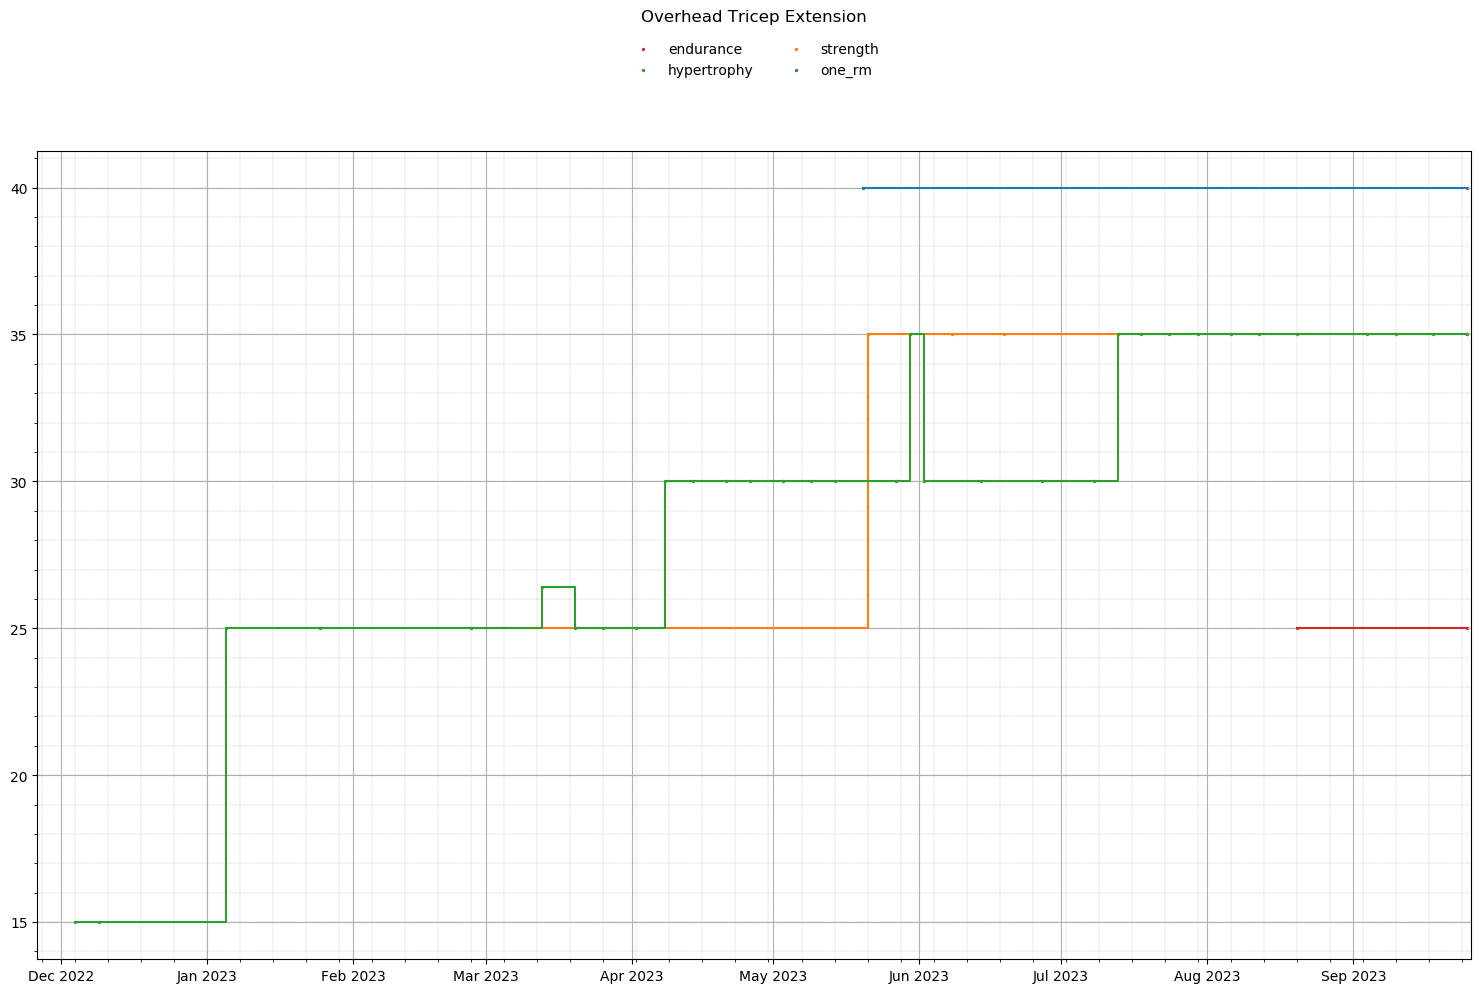 Overhead Tricep Extension
endurance strength
hypertrophy one_rm
40
35
30
25
20
15
Dec 2022 Jan 2023 Feb 2023 Mar 2023 Apr 2023 May 2023 Jun 2023 Jul 2023 Aug 2023 Sep 2023